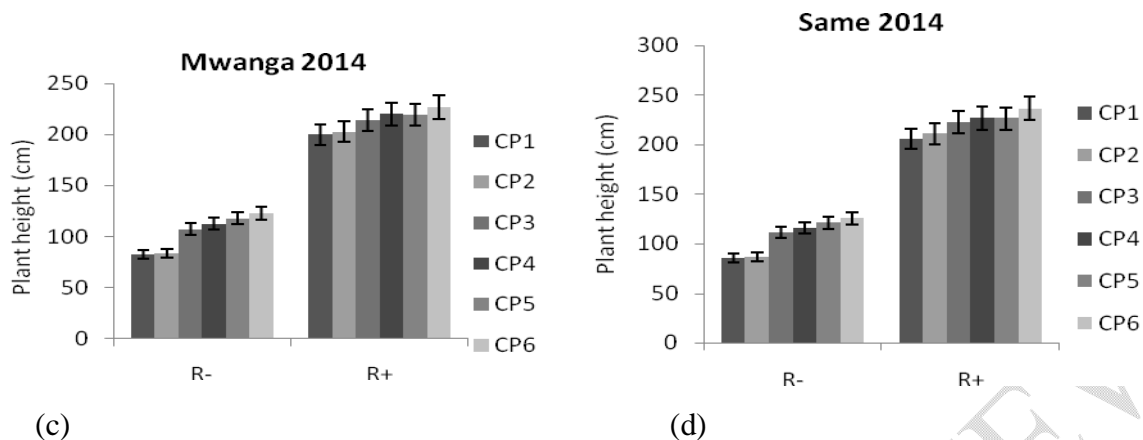 Mwanga 2014
Plant height (cm)
250
200
150
100
50
0
R-
R+
CP1
CP2
CP3
CP4
CP5
CP6
(c)
Same 2014
Plant height (cm)
300
250
200
150
100
50
0
R-
R+
CP1
CP2
CP3
CP4
CP5
CP6
(d)